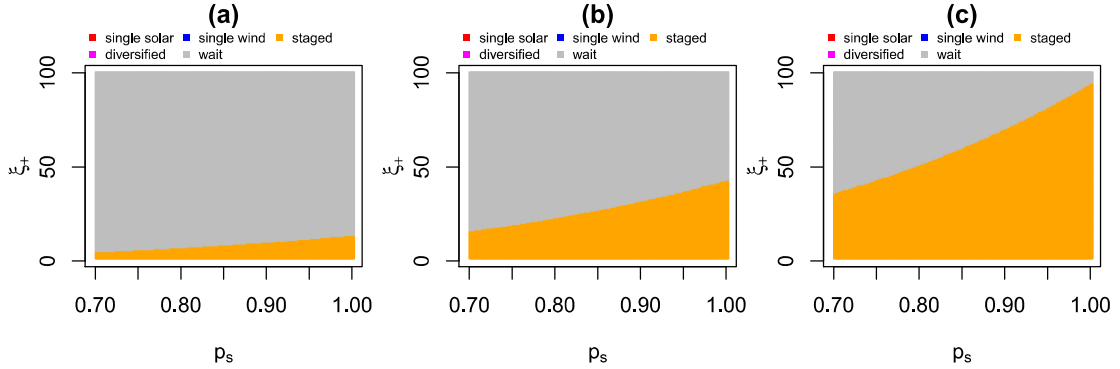 (a)
single solar single wind staged
diversified wait
100
50
0
ξ+
0.70 0.80 0.90 1.00
ps
(b)
single solar single wind staged
diversified wait
100
50
0
ξ+
0.70 0.80 0.90 1.00
ps
(c)
single solar single wind staged
diversified wait
100
50
0
ξ+
0.70 0.80 0.90 1.00
ps